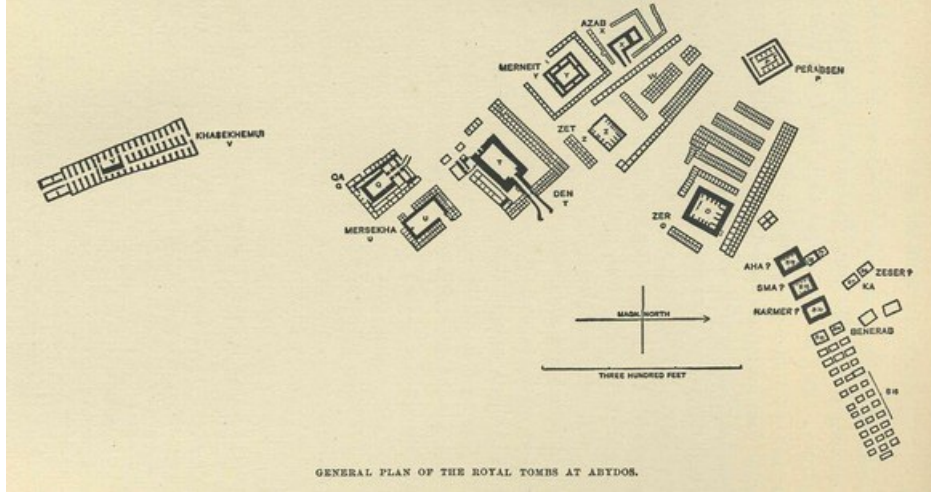 AZAB
X
MERNEIT
Y
PERABSEN
P
KHASEKHEMUI
V
ZET
Z
W
QA
Q
DEN
T
MERSEKHA
U
ZER
O
AHA?
ZESER?
SMA?
KA
NARMER?
BENERAB
B 16
MAGN. NORTH
THREE HUNDRED FEET
GENERAL PLAN OF THE ROYAL TOMBS AT ABYDOS.